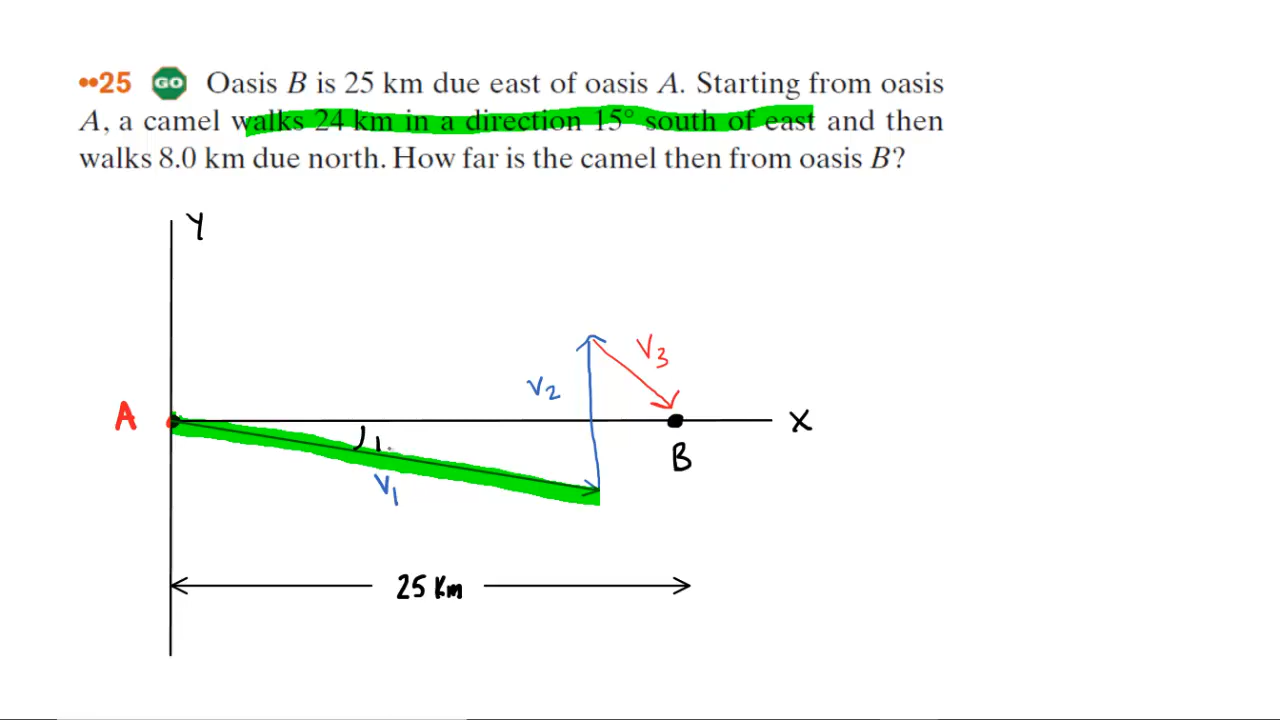 ••25 GO Oasis B is 25 km due east of oasis A. Starting from oasis
A, a camel walks 24 km in a direction 15° south of east and then
walks 8.0 km due north. How far is the camel then from oasis B?
Y
V3
V2
A
X
1
B
V1
25 Km